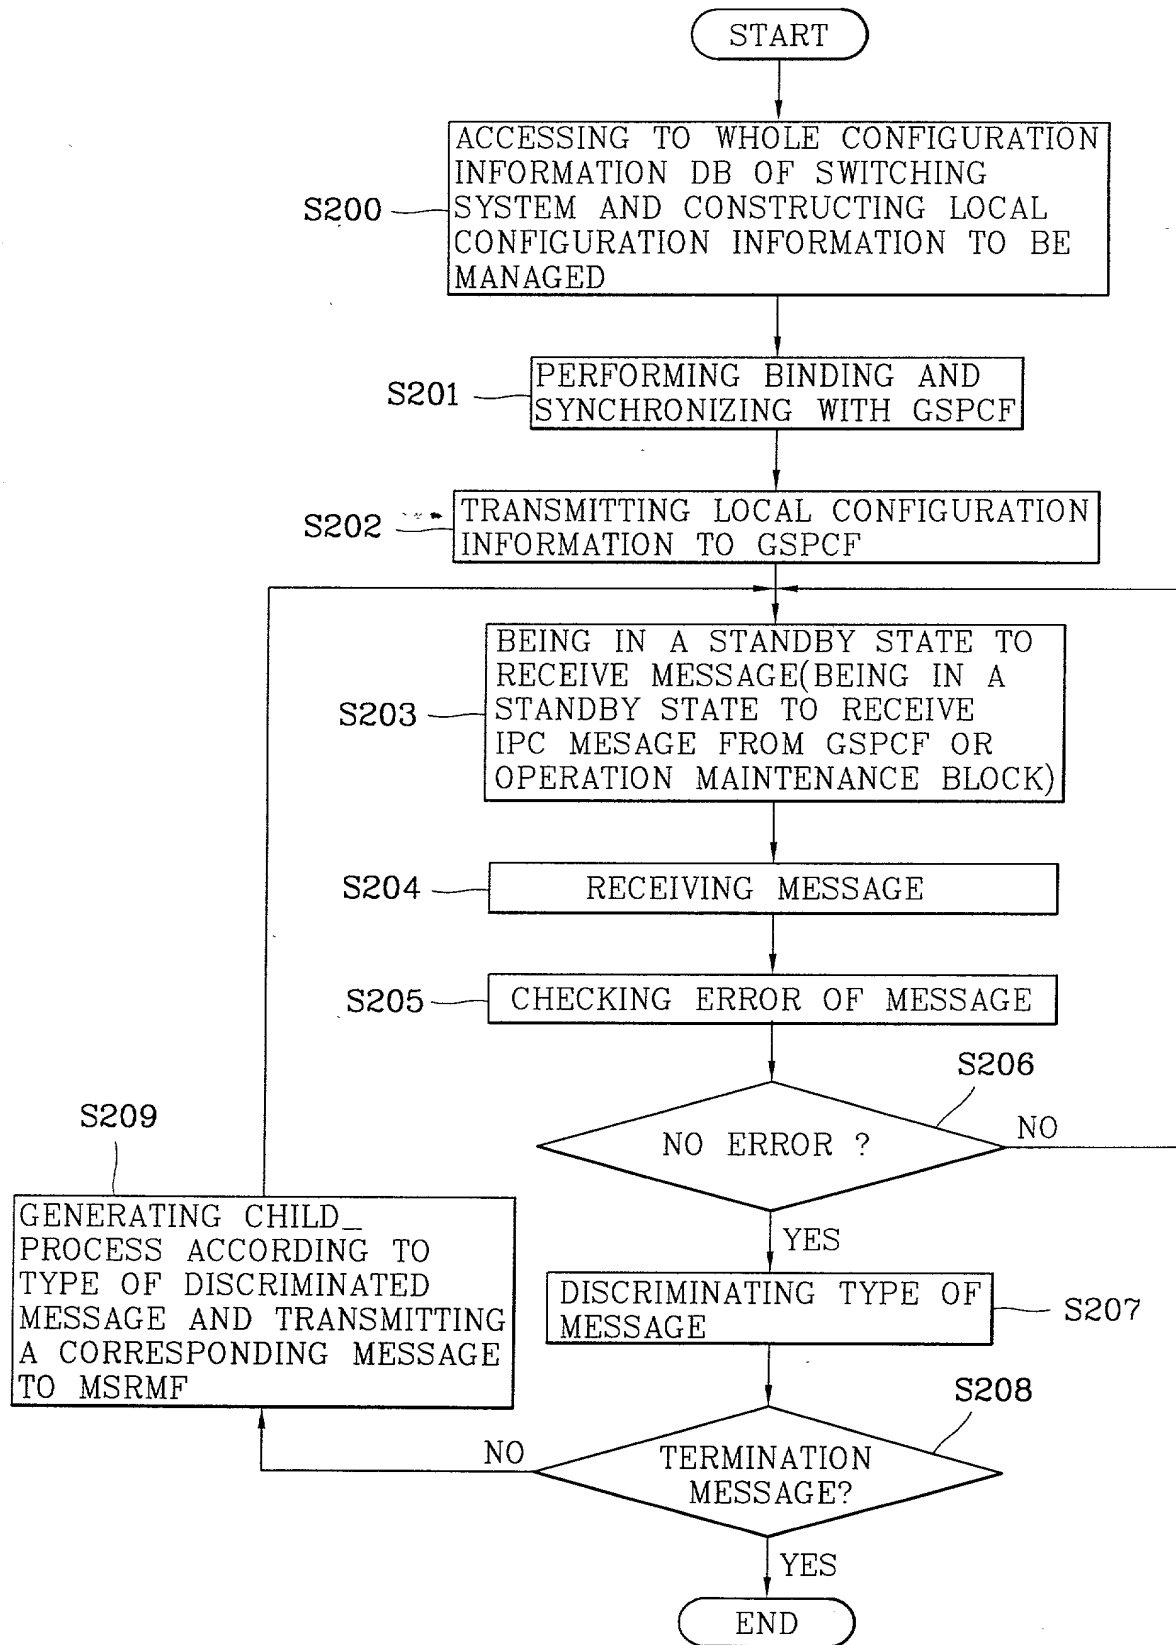 START
ACCESSING TO WHOLE CONFIGURATION
INFORMATION DB OF SWITCHING
SYSTEM AND CONSTRUCTING LOCAL
CONFIGURATION INFORMATION TO BE
MANAGED
S200
PERFORMING BINDING AND
SYNCHRONIZING WITH GSPCF
S201
TRANSMITTING LOCAL CONFIGURATION
INFORMATION TO GSPCF
S202
BEING IN A STANDBY STATE TO
RECEIVE MESSAGE(BEING IN A
STANDBY STATE TO RECEIVE
IPC MESAGE FROM GSPCF OR
OPERATION MAINTENANCE BLOCK)
S203
S204
RECEIVING MESSAGE
S205
CHECKING ERROR OF MESSAGE
S206
NO ERROR ?
NO
YES
DISCRIMINATING TYPE OF
MESSAGE
S207
S208
TERMINATION
MESSAGE?
NO
S209
GENERATING CHILD_
PROCESS ACCORDING TO
TYPE OF DISCRIMINATED
MESSAGE AND TRANSMITTING
A CORRESPONDING MESSAGE
TO MSRMF
YES
END